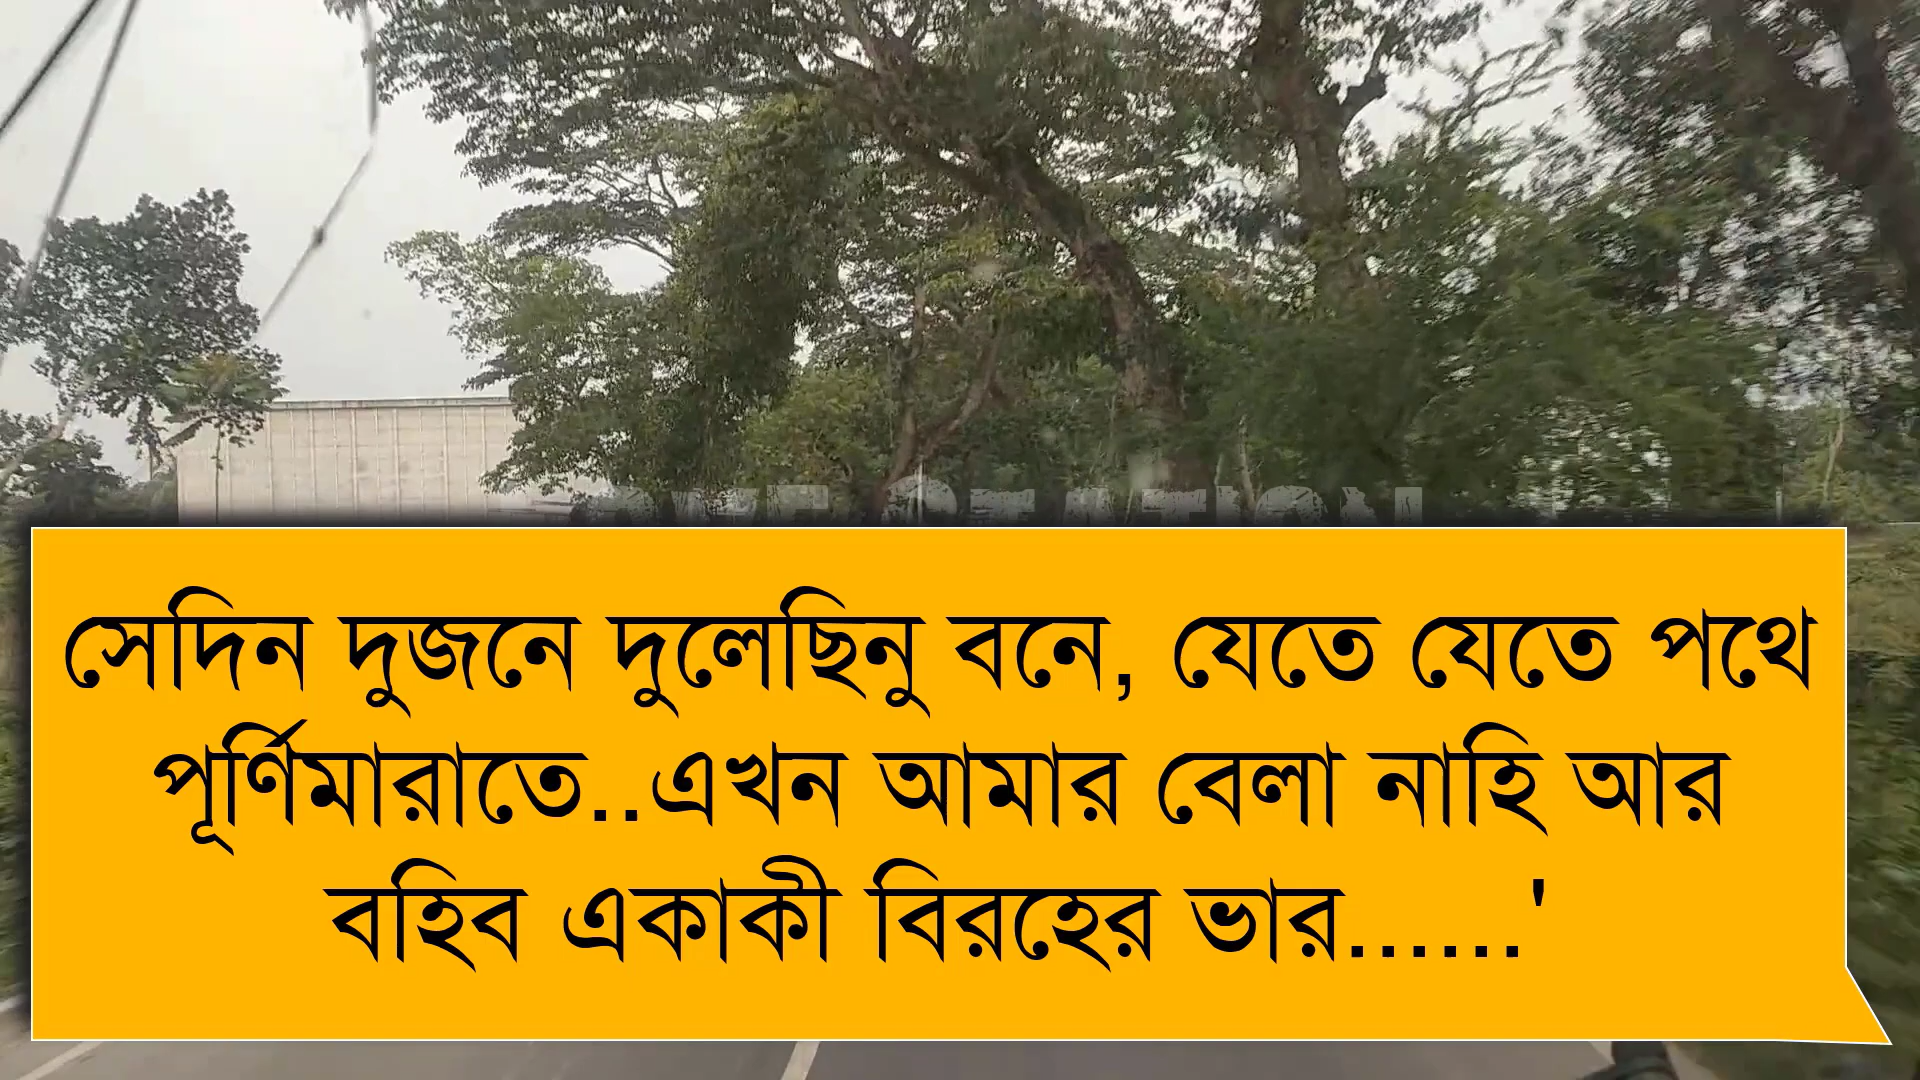 সেদিন দুজনে দুলেছিনু বনে, যেতে যেতে পথে
পূর্ণিমারাতে..এখন আমার বেলা নাহি আর
বহিব একাকী বিরহের ভার......'